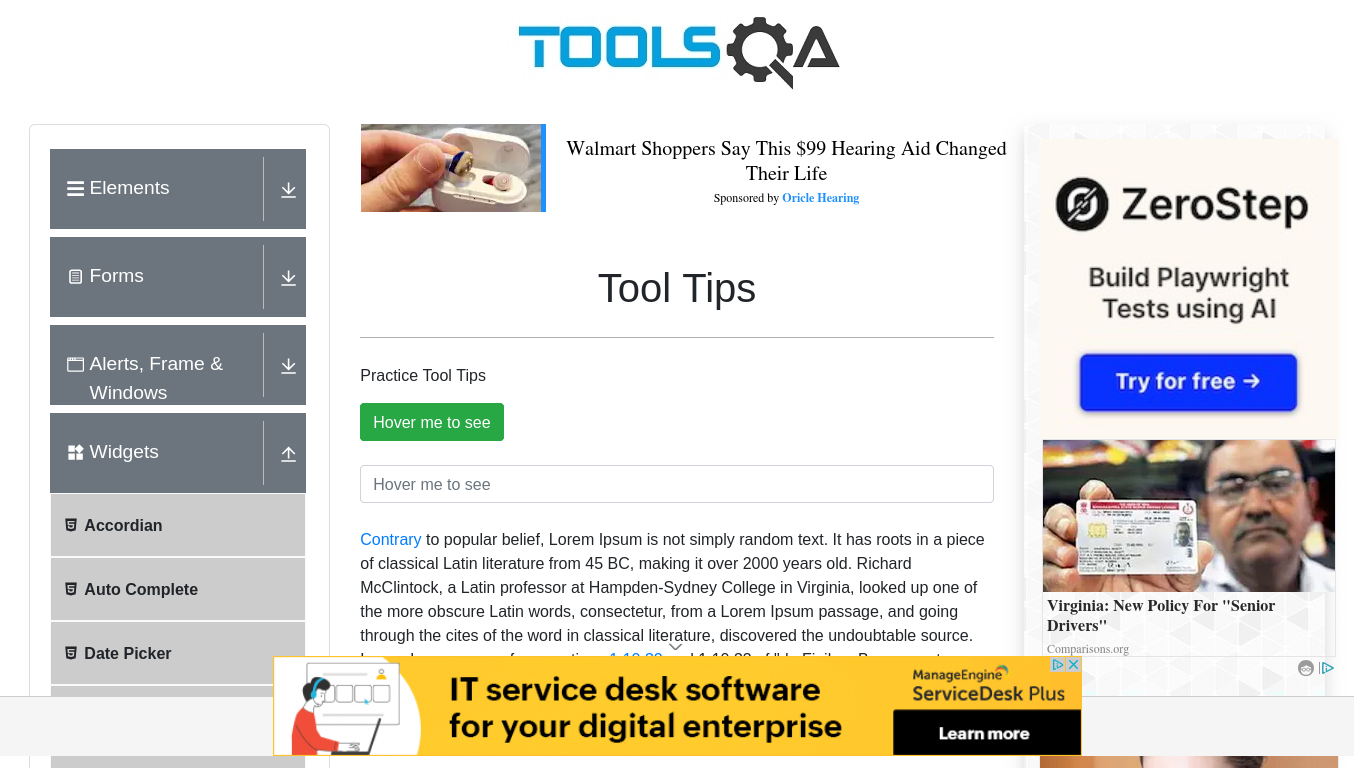 TOOLSQA
Elements
Forms
Alerts, Frame &
Windows
Widgets
Accordian
Auto Complete
Date Picker
Walmart Shoppers Say This $99 Hearing Aid Changed
Their Life
Sponsored by Oricle Hearing
Tool Tips
Practice Tool Tips
Hover me to see
Hover me to see
Contrary to popular belief, Lorem Ipsum is not simply random text. It has roots in a piece
of classical Latin literature from 45 BC, making it over 2000 years old. Richard
McClintock, a Latin professor at Hampden-Sydney College in Virginia, looked up one of
the more obscure Latin words, consectetur, from a Lorem Ipsum passage, and going
through the cites of the word in classical literature, discovered the undoubtable source.
ZeroStep
Build Playwright
Tests using AI
Try for free →
Virginia: New Policy For "Senior
Drivers"
Comparisons.org
IT service desk software
for your digital enterprise
ManageEngine
ServiceDesk Plus
Learn more